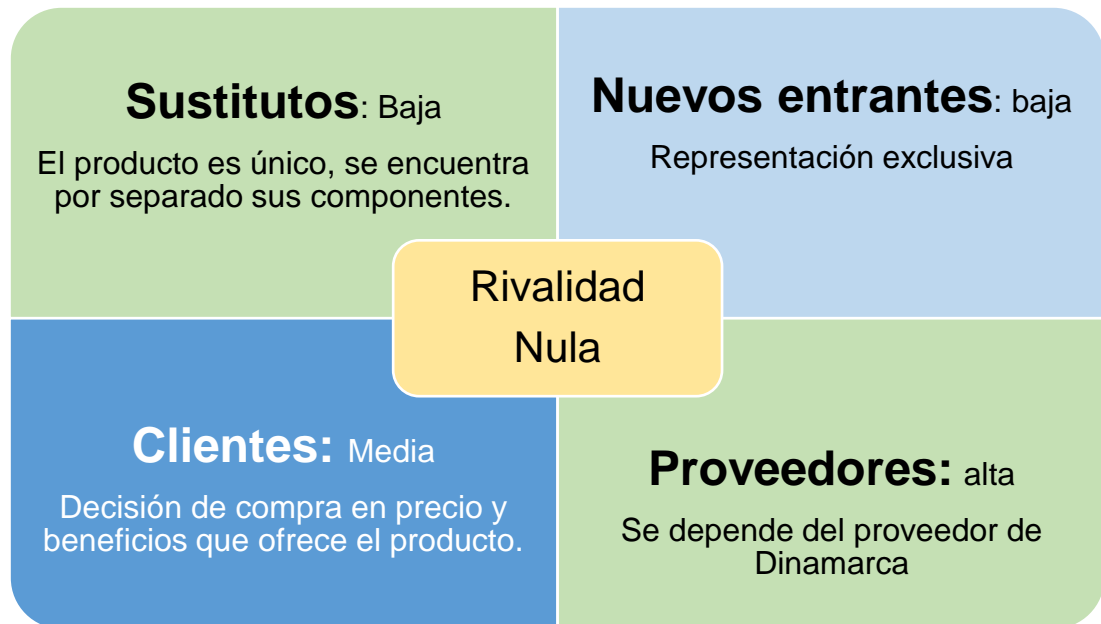 Sustitutos: Baja
El producto es único, se encuentra
por separado sus componentes.
Nuevos entrantes: baja
Representación exclusiva
Rivalidad
Nula
Clientes: Media
Decisión de compra en precio y
beneficios que ofrece el producto.
Proveedores: alta
Se depende del proveedor de
Dinamarca